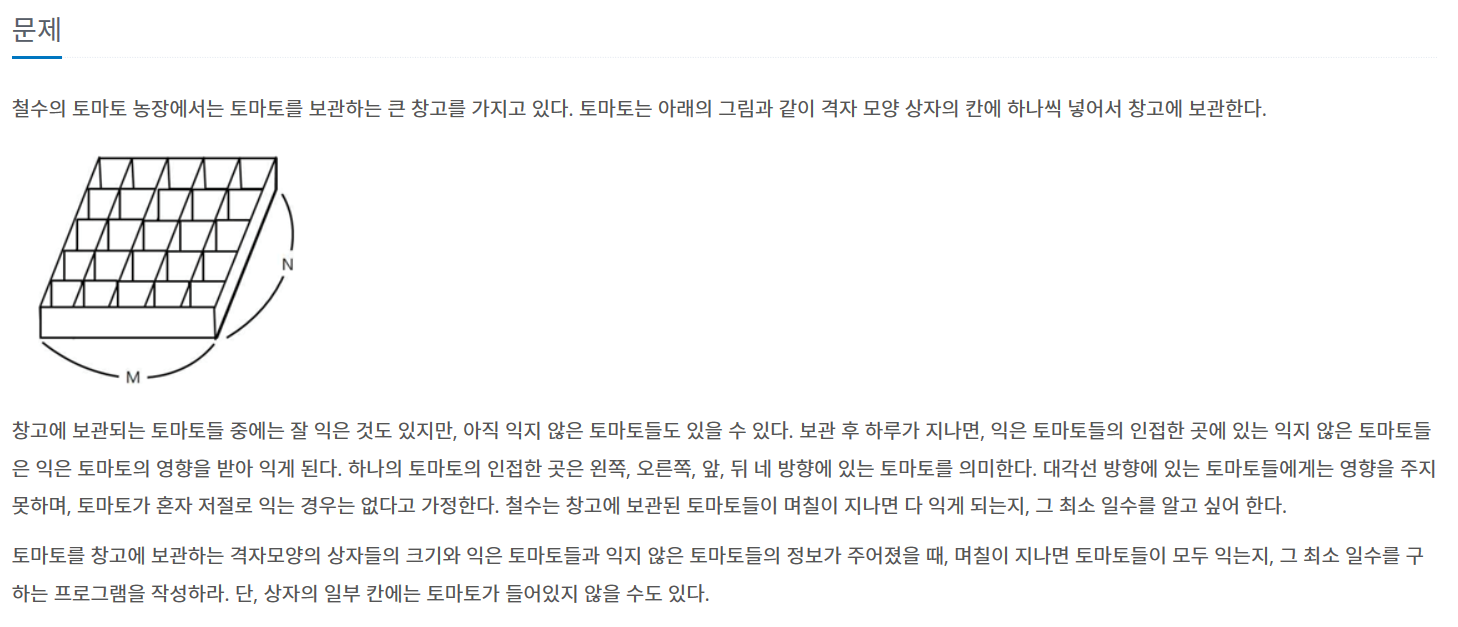 문제
철수의 토마토 농장에서는 토마토를 보관하는 큰 창고를 가지고 있다. 토마토는 아래의 그림과 같이 격자 모양 상자의 칸에 하나씩 넣어서 창고에 보관한다.
N
M
창고에 보관되는 토마토들 중에는 잘 익은 것도 있지만, 아직 익지 않은 토마토들도 있을 수 있다. 보관 후 하루가 지나면, 익은 토마토들의 인접한 곳에 있는 익지 않은 토마토들
은 익은 토마토의 영향을 받아 익게 된다. 하나의 토마토의 인접한 곳은 왼쪽, 오른쪽, 앞, 뒤 네 방향에 있는 토마토를 의미한다. 대각선 방향에 있는 토마토들에게는 영향을 주지
못하며, 토마토가 혼자 저절로 익는 경우는 없다고 가정한다. 철수는 창고에 보관된 토마토들이 며칠이 지나면 다 익게 되는지, 그 최소 일수를 알고 싶어 한다.
토마토를 창고에 보관하는 격자모양의 상자들의 크기와 익은 토마토들과 익지 않은 토마토들의 정보가 주어졌을 때, 며칠이 지나면 토마토들이 모두 익는지, 그 최소 일수를 구
하는 프로그램을 작성하라. 단, 상자의 일부 칸에는 토마토가 들어있지 않을 수도 있다.